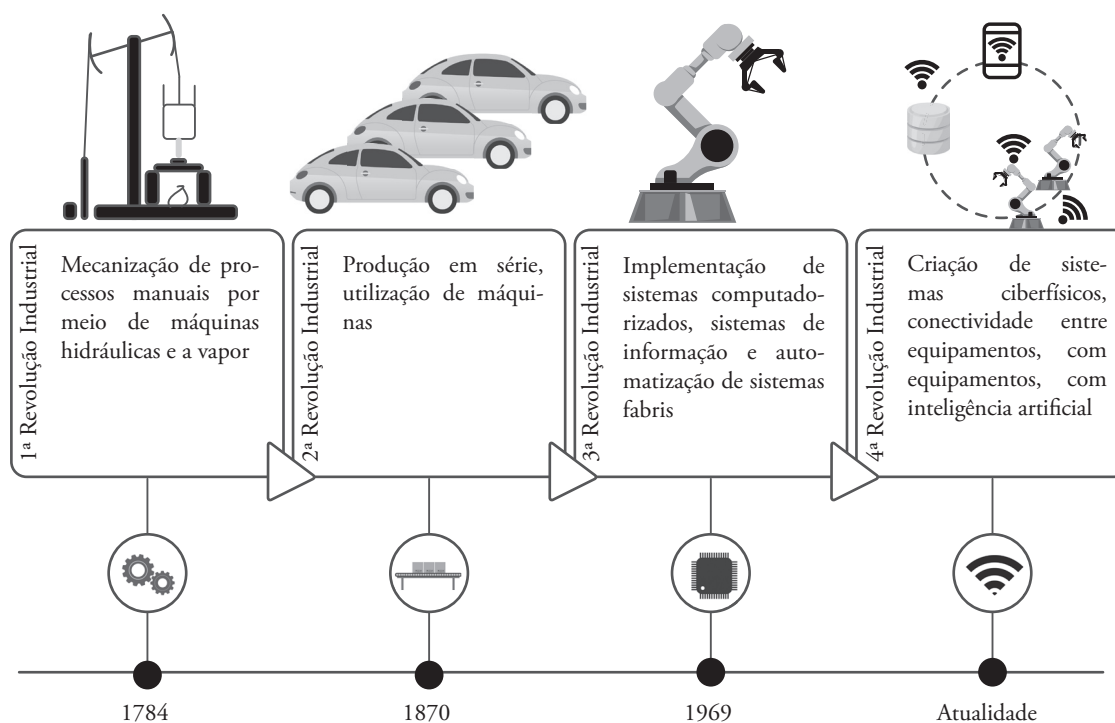 1ª Revolução Industrial
Mecanização de pro-
cessos manuais por
meio de máquinas
hidráulicas e a vapor
2ª Revolução Industrial
Produção em série,
utilização de máqui-
nas
3ª Revolução Industrial
Implementação de
sistemas computado-
rizados, sistemas de
informação e auto-
matização de sistemas
fabris
4ª Revolução Industrial
Criação de siste-
mas ciberfísicos,
conectividade entre
equipamentos, com
equipamentos, com
inteligência artificial
1784
1870
1969
Atualidade